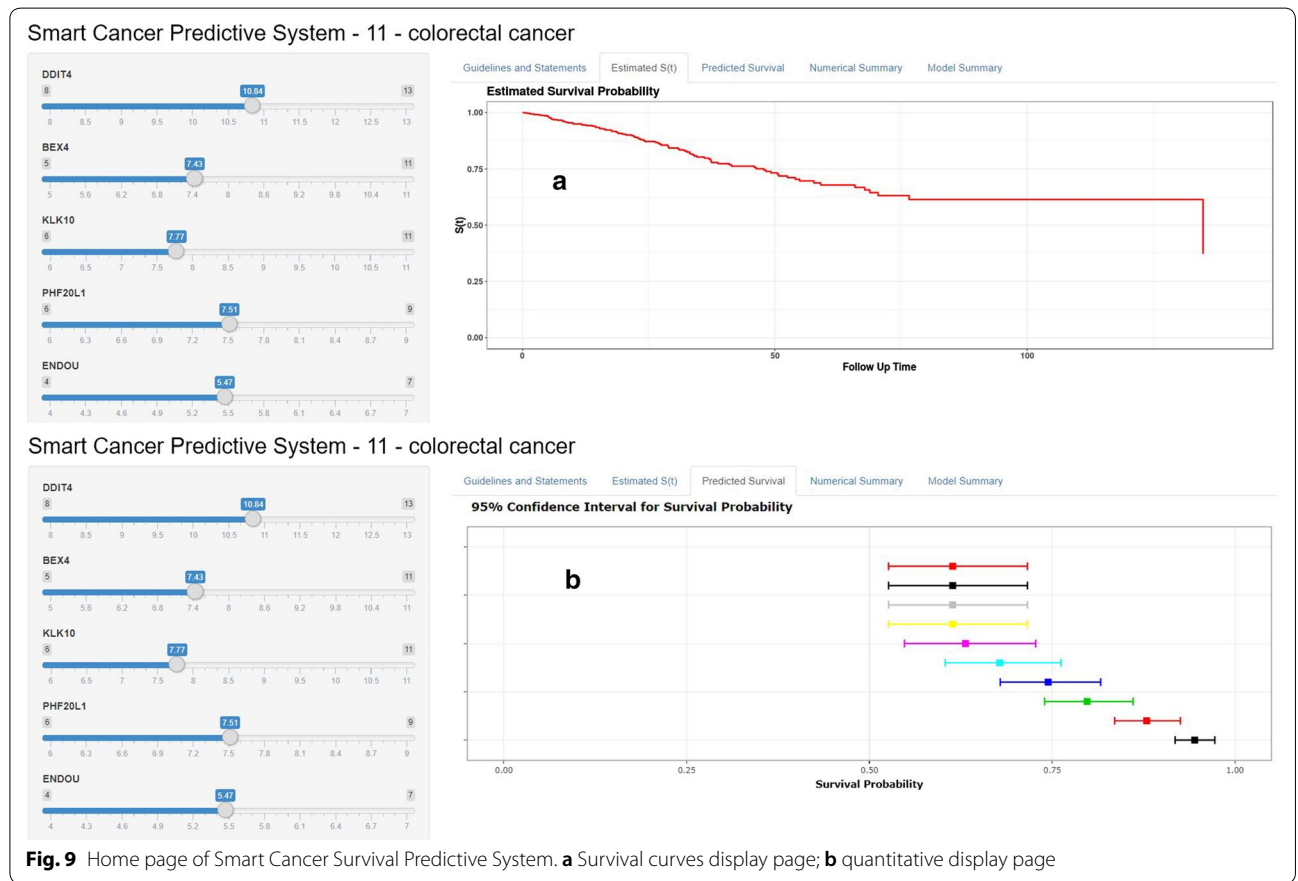 Smart Cancer Predictive System - 11 - colorectal cancer
DDIT4
8 10.84 13
8 8.5 9 9.5 10 10.5 11 11.5 12 12.5 13
BEX4
5 7.43 11
5 5.6 6.2 6.8 7.4 8 8.6 9.2 9.8 10.4 11
KLK10
6 7.77 11
6 6.5 7 7.5 8 8.5 9 9.5 10 10.5 11
PHF20L1
6 7.51 9
6 6.3 6.6 6.9 7.2 7.5 7.8 8.1 8.4 8.7 9
ENDOU
4 5.47 7
4 4.3 4.6 4.9 5.2 5.5 5.8 6.1 6.4 6.7 7
Guidelines and Statements Estimated S(t) Predicted Survival Numerical Summary Model Summary
Estimated Survival Probability
1.00
0.75
a
S(t)
0.50
0.25
0.00
0 50 100
Follow Up Time
Smart Cancer Predictive System - 11 - colorectal cancer
DDIT4
8 10.84 13
8 8.5 9 9.5 10 10.5 11 11.5 12 12.5 13
BEX4
5 7.43 11
5 5.6 6.2 6.8 7.4 8 8.6 9.2 9.8 10.4 11
KLK10
6 7.77 11
6 6.5 7 7.5 8 8.5 9 9.5 10 10.5 11
PHF20L1
6 7.51 9
6 6.3 6.6 6.9 7.2 7.5 7.8 8.1 8.4 8.7 9
ENDOU
4 5.47 7
4 4.3 4.6 4.9 5.2 5.5 5.8 6.1 6.4 6.7 7
Guidelines and Statements Estimated S(t) Predicted Survival Numerical Summary Model Summary
95% Confidence Interval for Survival Probability
b
0.00 0.25 0.50 0.75 1.00
Survival Probability
Fig. 9 Home page of Smart Cancer Survival Predictive System. a Survival curves display page; b quantitative display page